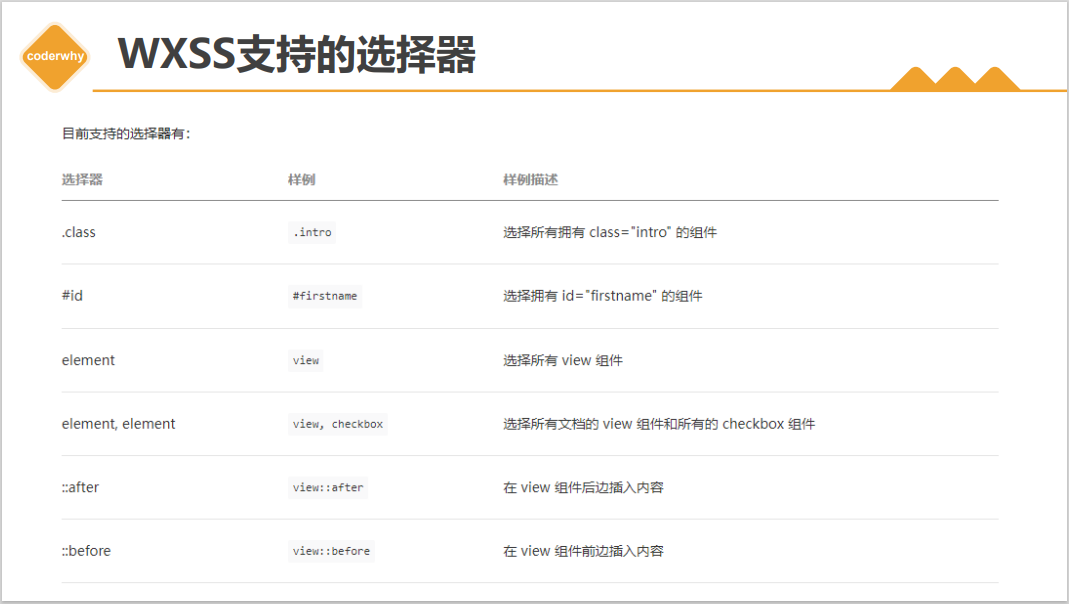 coderwhy
WXSS支持的选择器
目前支持的选择器有：
选择器 样例 样例描述
.class .intro 选择所有拥有 class="intro" 的组件
#id #firstname 选择拥有 id="firstname" 的组件
element view 选择所有 view 组件
element, element view, checkbox 选择所有文档的 view 组件和所有的 checkbox 组件
::after view::after 在 view 组件后边插入内容
::before view::before 在 view 组件前边插入内容